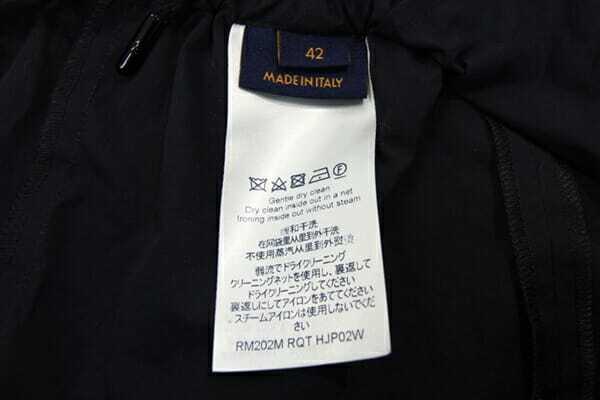 42
MADE IN ITALY
Gentle dry clean
Dry clean inside out in a net
Ironing inside out without steam
缓和干洗
在网袋里从里到外干洗
不使用蒸汽从里到外熨烫
弱流でドライクリーニング
クリーニングネットを使用し、裏返して
ドライクリーニングしてください
裏返しにしてアイロンをあててください
スチームアイロンは使用しないでくださ
い
RM202M RQT HJP02W